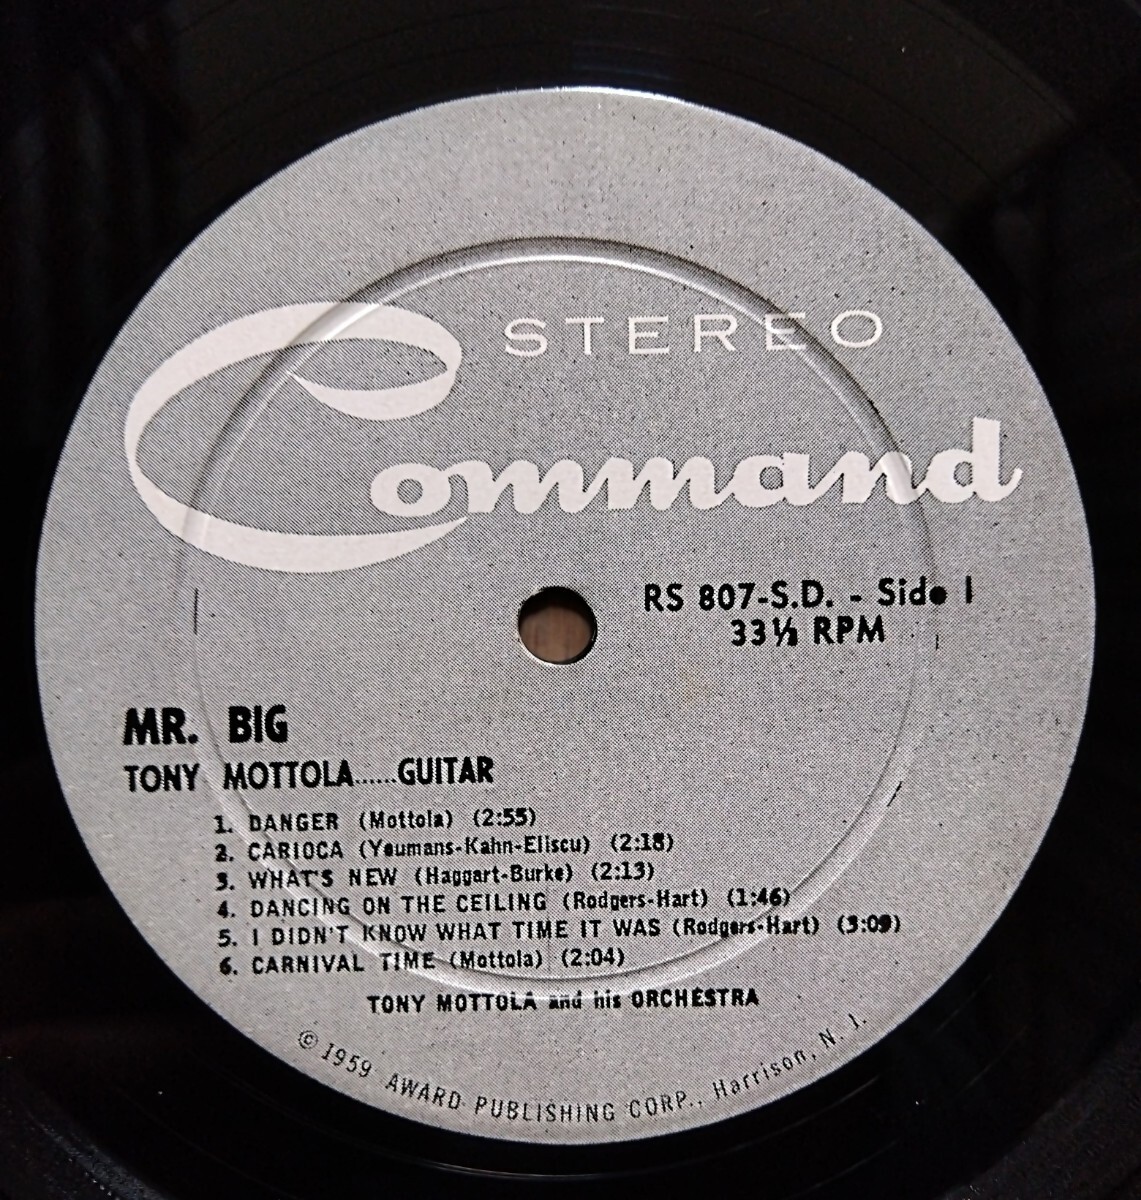 STEREO
Command
RS 807-S.D. - Side 1
33⅓ RPM
MR. BIG
TONY MOTTOLA......GUITAR
1. DANGER (Mottola) (2:55)
2. CARIOCA (Youmans-Kahn-Eliscu) (2:18)
3. WHAT'S NEW (Haggart-Burke) (2:13)
4. DANCING ON THE CEILING (Rodgers-Hart) (1:46)
5. I DIDN'T KNOW WHAT TIME IT WAS (Rodgers-Hart) (3:09)
6. CARNIVAL TIME (Mottola) (2:04)
TONY MOTTOLA and his ORCHESTRA
© 1959 AWARD PUBLISHING CORP., Harrison, N. J.